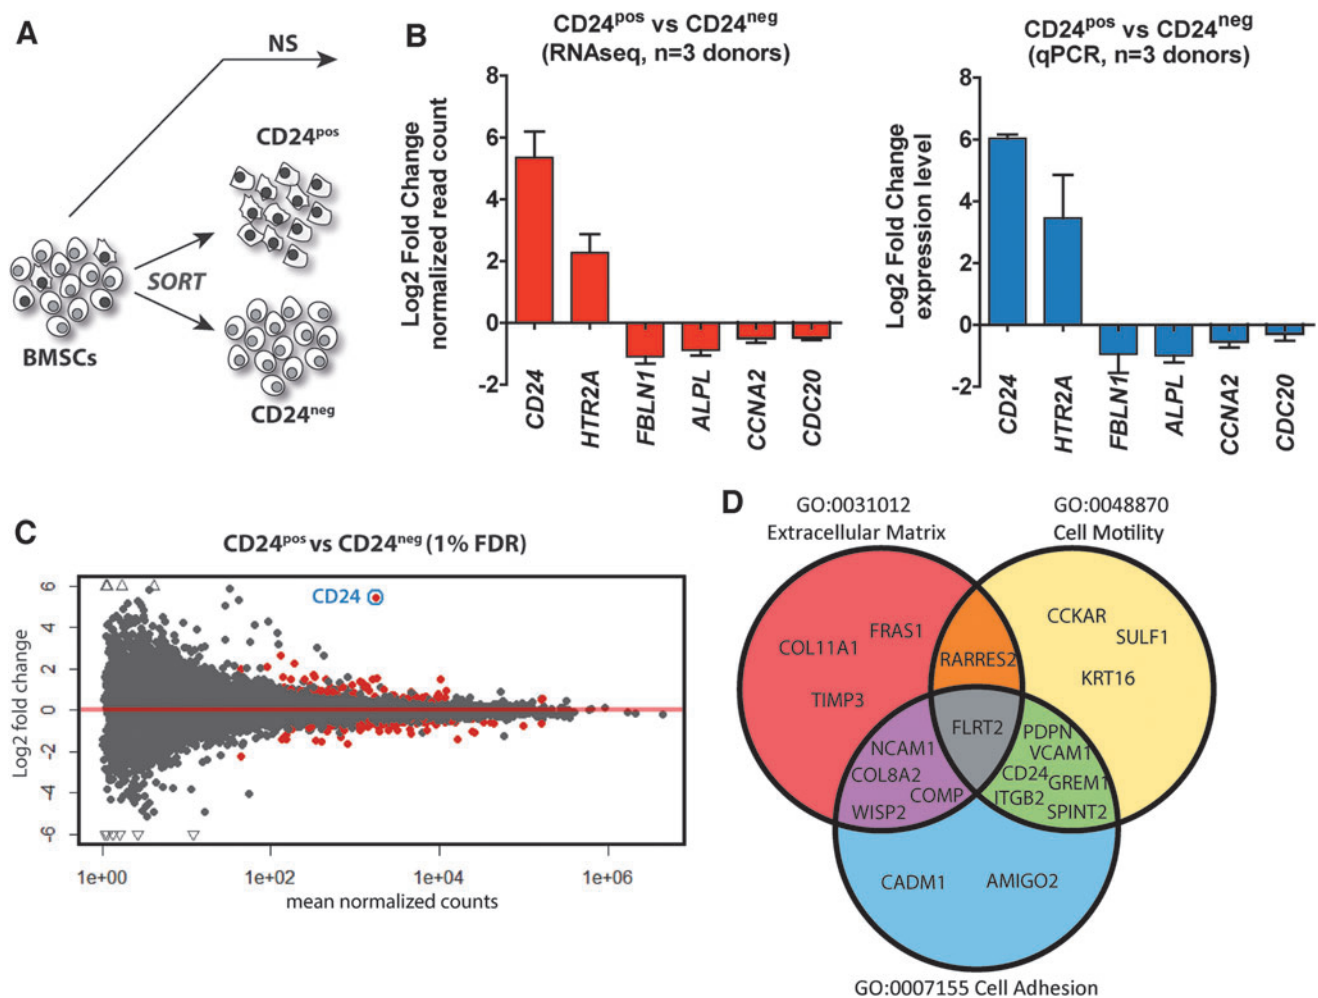 A
NS
CD24pos
SORT
BMSCs
CD24neg
B
CD24pos vs CD24neg
(RNAseq, n=3 donors)
Log2 Fold Change
normalized read count
8
6
4
2
0
-2
CD24
HTR2A
FBLN1
ALPL
CCNA2
CDC20
CD24pos vs CD24neg
(qPCR, n=3 donors)
Log2 Fold Change
expression level
8
6
4
2
0
-2
CD24
HTR2A
FBLN1
ALPL
CCNA2
CDC20
C
CD24pos vs CD24neg (1% FDR)
Log2 fold change
6
4
2
0
-2
-4
-6
CD24
1e+00
1e+02
1e+04
1e+06
mean normalized counts
D
GO:0031012
Extracellular Matrix
GO:0048870
Cell Motility
COL11A1
FRAS1
TIMP3
RARRES2
CCKAR
SULF1
KRT16
FLRT2
NCAM1
COL8A2
COMP
WISP2
PDPN
VCAM1
CD24
GREM1
ITGB2
SPINT2
CADM1
AMIGO2
GO:0007155 Cell Adhesion